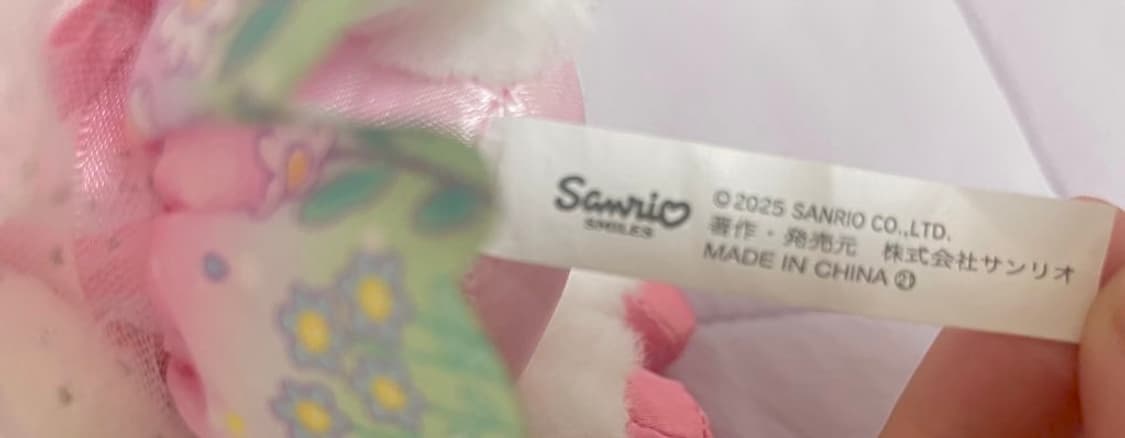 Sanrio
SMILES
©2025 SANRIO CO.,LTD.
著作・発売元 株式会社サンリオ
MADE IN CHINA ㉑